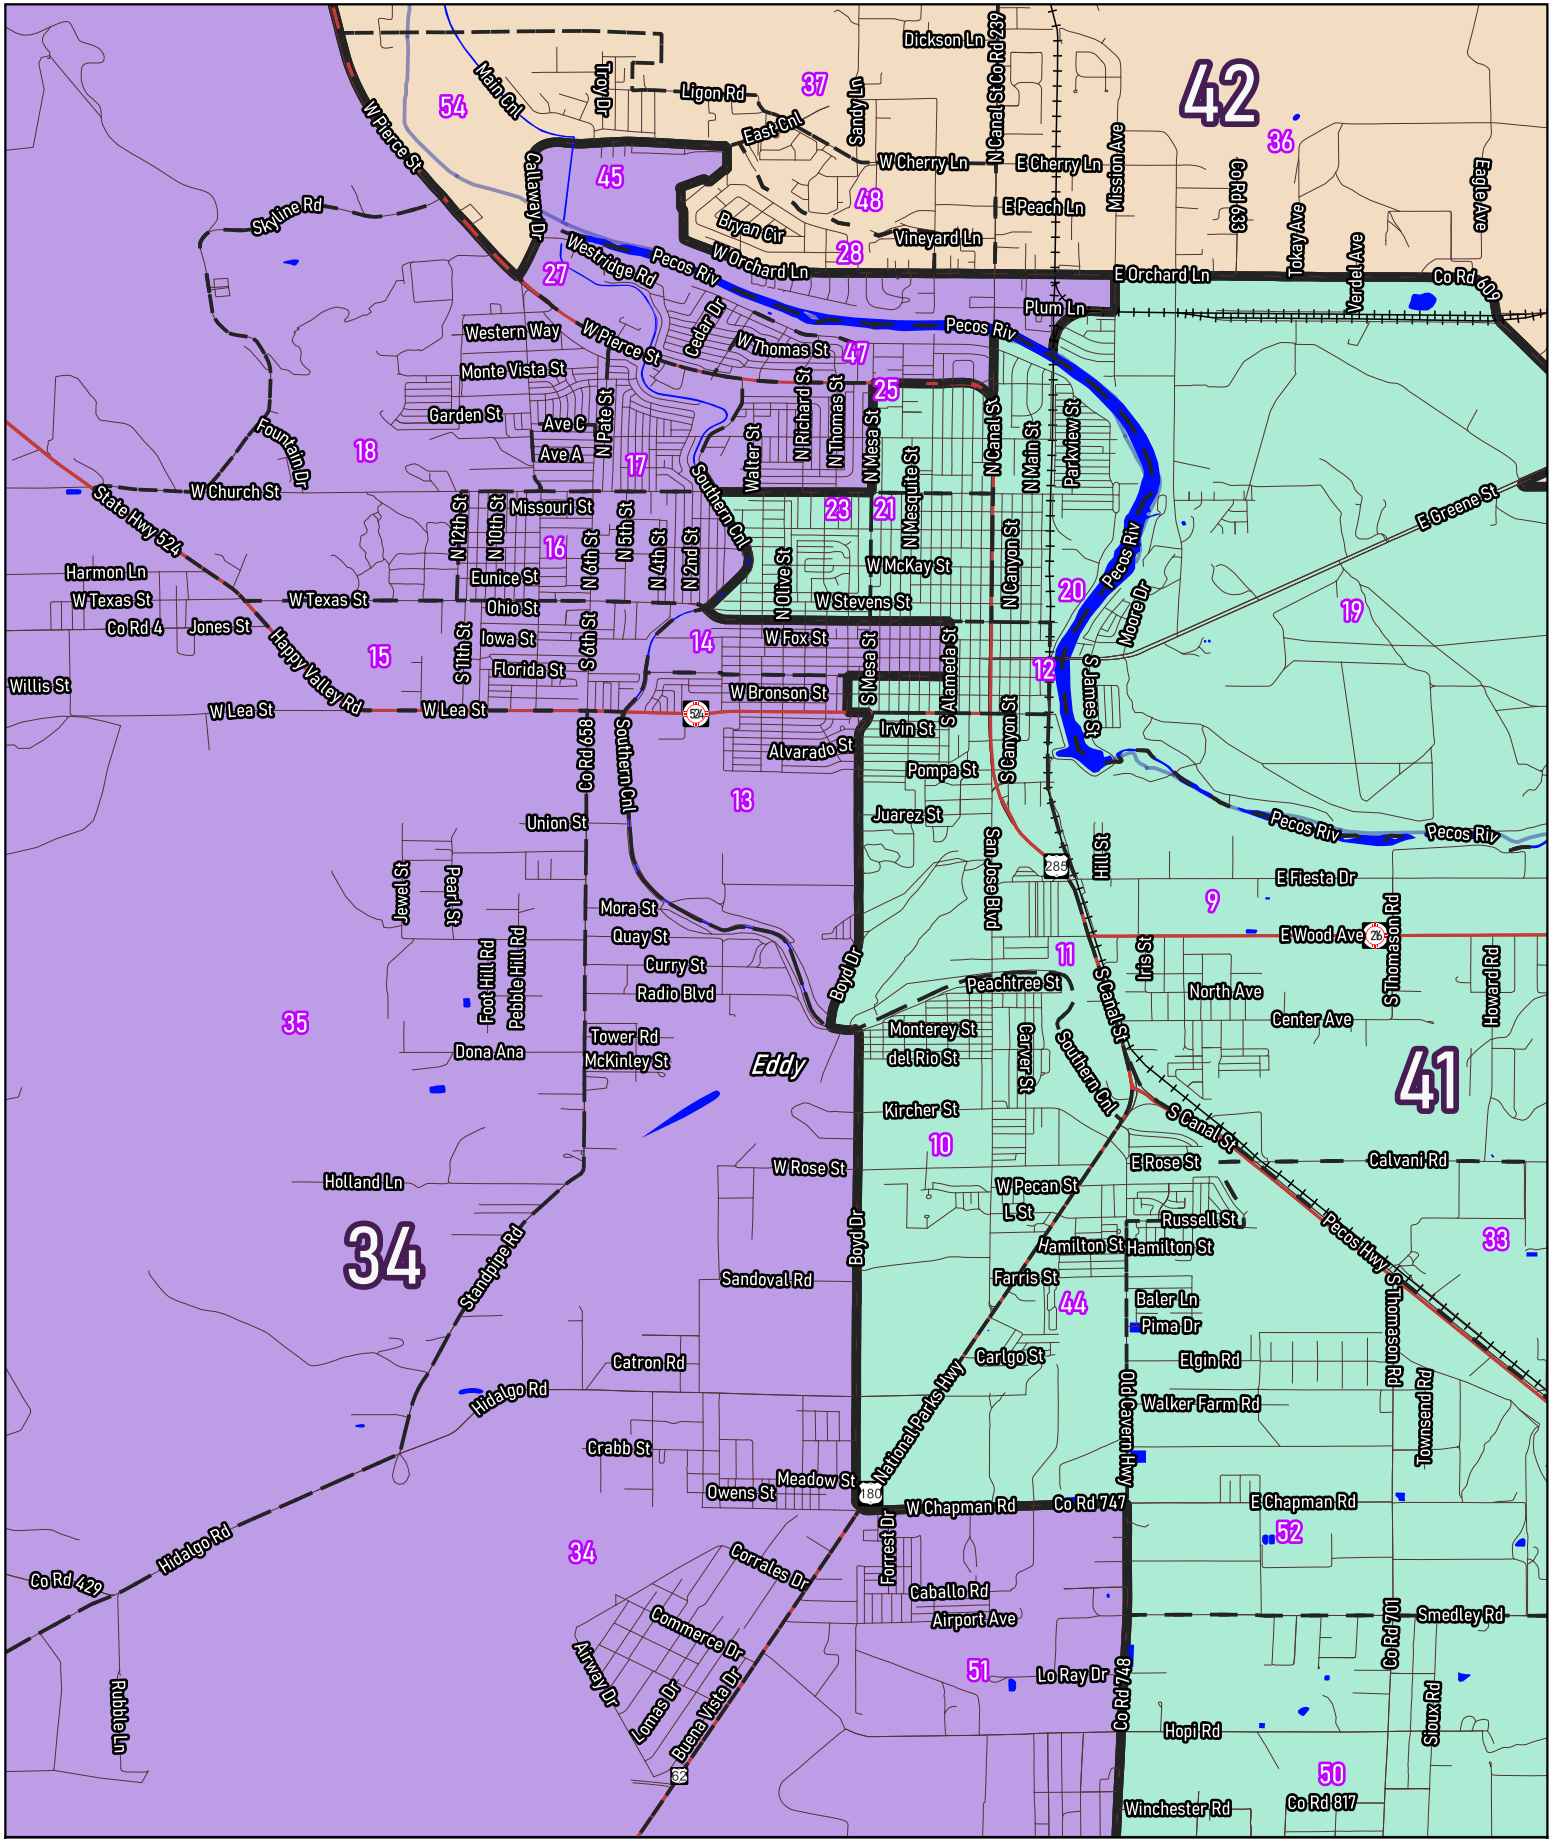 Dickson Ln
N Canal St
Co Rd 239
42
37
Main Cnl
Troy Dr
Ligon Rd
Sandy Ln
54
W Pierce St
East Cnl
36
Mission Ave
W Cherry Ln
E Cherry Ln
Callaway Dr
45
48
Co Rd 633
Eagle Ave
Skyline Rd
E Peach Ln
Bryan Cir
Vineyard Ln
Tokay Ave
Verdel Ave
28
Westridge Rd
Pecos Riv
W Orchard Ln
E Orchard Ln
Co Rd 609
27
Plum Ln
Western Way
W Pierce St
Cedar Dr
W Thomas St
47
Pecos Riv
Monte Vista St
25
Garden St
Ave C
N Pate St
N Richard St
N Thomas St
N Mesa St
N Canal St
N Main St
Parkview St
Fountain Dr
18
Ave A
17
Walter St
N Mesquite St
W Church St
State Hwy 524
Missouri St
Southern Cnl
23
21
E Greene St
N 12th St
N 10th St
16
N 6th St
N 5th St
N 4th St
N 2nd St
N Olive St
W McKay St
N Canyon St
Pecos Riv
Harmon Ln
Eunice St
20
W Texas St
W Texas St
Ohio St
W Stevens St
Moore Dr
19
Co Rd 4
Jones St
Happy Valley Rd
S 11th St
Iowa St
S 6th St
14
W Fox St
S Mesa St
S Alameda St
15
Florida St
12
S James St
Willis St
W Bronson St
W Lea St
W Lea St
524
Irvin St
S Canyon St
Co Rd 658
Southern Cnl
Alvarado St
Pompa St
13
Juarez St
Union St
Pecos Riv
Pecos Riv
San Jose Blvd
Hill St
285
Jewel St
Pearl St
E Fiesta Dr
9
Mora St
S Thomason Rd
Quay St
E Wood Ave
216
Foot Hill Rd
Pebble Hill Rd
Curry St
Boyd Dr
11
Iris St
Howard Rd
Radio Blvd
Peachtree St
S Canal St
North Ave
35
Center Ave
Tower Rd
Monterey St
Carver St
Southern Cnl
Dona Ana
McKinley St
Eddy
del Rio St
41
Kircher St
S Canal St
10
W Rose St
E Rose St
Calvani Rd
Holland Ln
W Pecan St
L St
Russell St
34
Standpipe Rd
Boyd Dr
Hamilton St
Hamilton St
Pecos Hwy
33
Sandoval Rd
Farris St
44
Baler Ln
Pima Dr
S Thomason Rd
Catron Rd
Carlgo St
Elgin Rd
Hidalgo Rd
National Parks Hwy
Old Cavern Hwy
Walker Farm Rd
Townsend Rd
Crabb St
Meadow St
Owens St
180
W Chapman Rd
Co Rd 747
E Chapman Rd
Hidalgo Rd
34
Forrest Dr
52
Co Rd 429
Corrales Dr
Caballo Rd
Airport Ave
Smedley Rd
Commerce Dr
Co Rd 701
Airway Dr
51
Lo Ray Dr
Rubble Ln
Lomas Dr
Buena Vista Dr
Co Rd 748
Sioux Rd
Hopi Rd
62
50
Winchester Rd
Co Rd 817